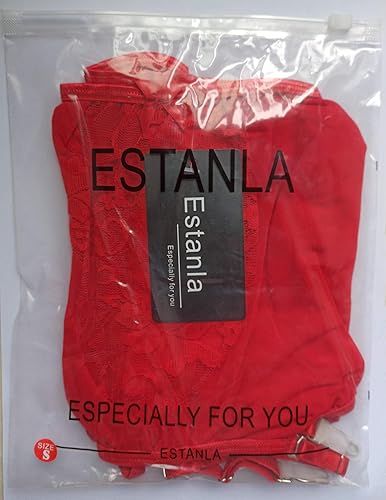 ESTANLA
Estanla
Especially for you
ESPECIALLY FOR YOU
SIZE
S
ESTANLA